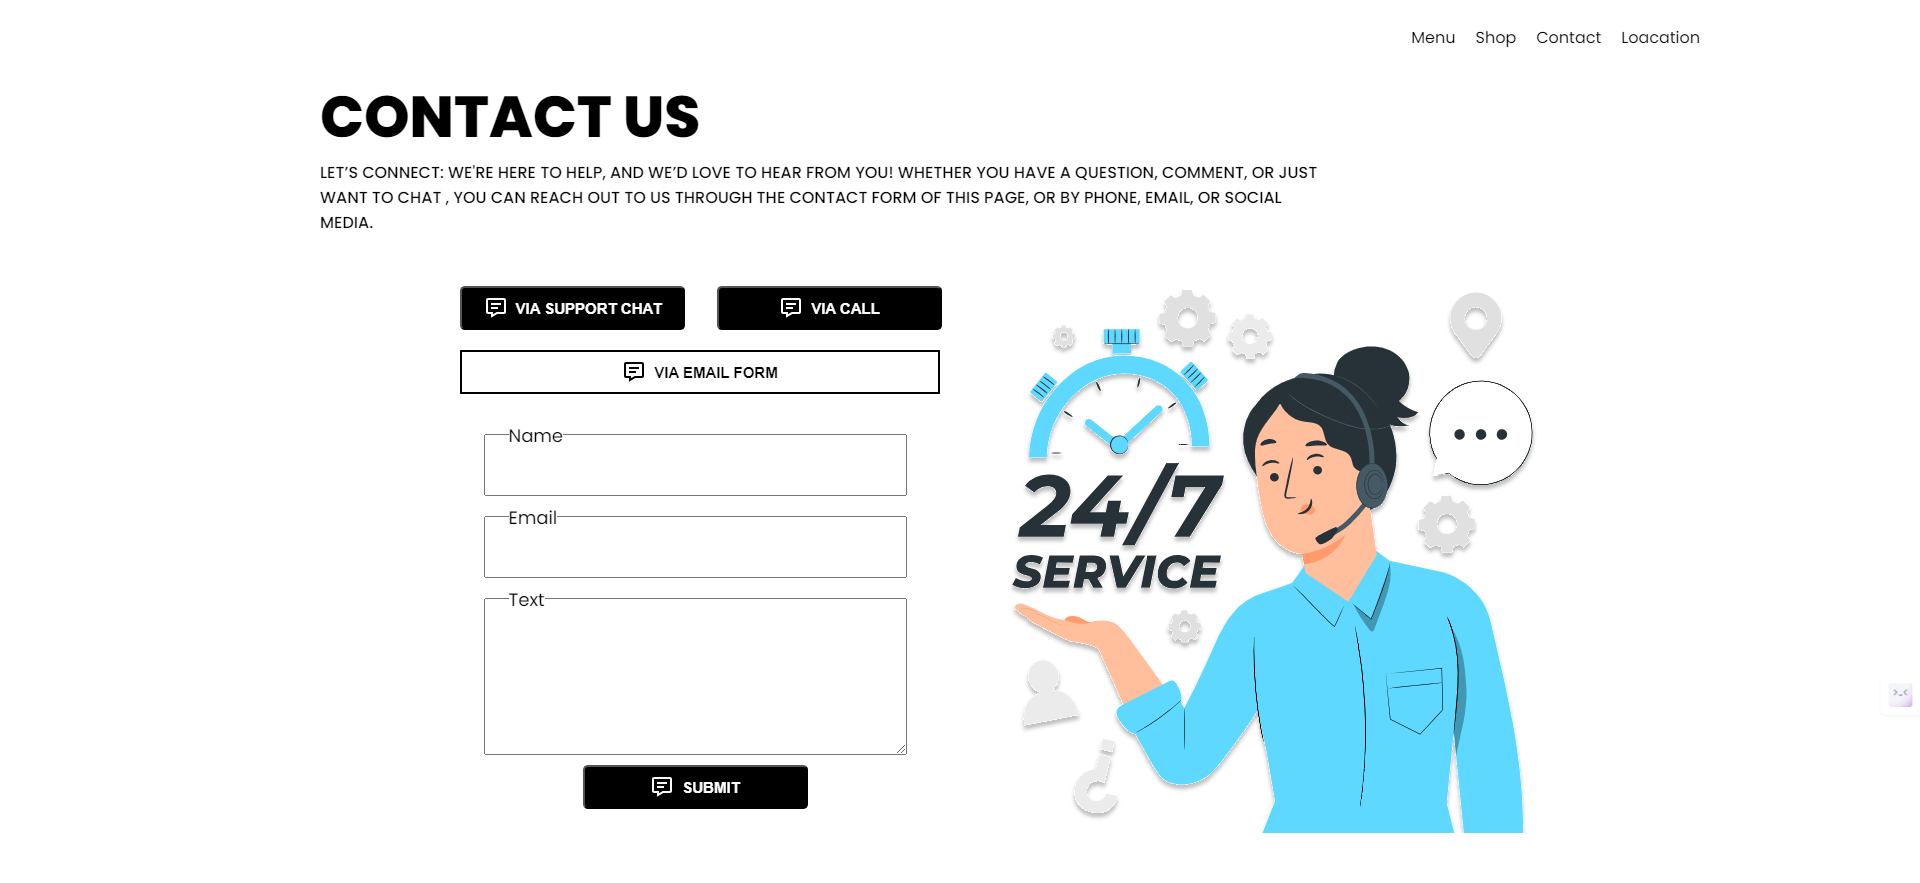 Menu Shop Contact Loacation
CONTACT US
LET’S CONNECT: WE'RE HERE TO HELP, AND WE’D LOVE TO HEAR FROM YOU! WHETHER YOU HAVE A QUESTION, COMMENT, OR JUST
WANT TO CHAT , YOU CAN REACH OUT TO US THROUGH THE CONTACT FORM OF THIS PAGE, OR BY PHONE, EMAIL, OR SOCIAL
MEDIA.
VIA SUPPORT CHAT
VIA CALL
VIA EMAIL FORM
Name
Email
Text
SUBMIT
24/7
SERVICE